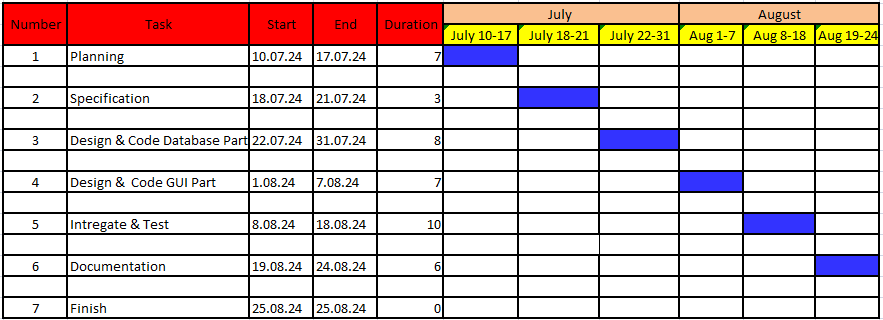 Number Task Start End Duration July August
July 10-17 July 18-21 July 22-31 Aug 1-7 Aug 8-18 Aug 19-24
1 Planning 10.07.24 17.07.24 7
2 Specification 18.07.24 21.07.24 3
3 Design & Code Database Part 22.07.24 31.07.24 8
4 Design & Code GUI Part 1.08.24 7.08.24 7
5 Intregate & Test 8.08.24 18.08.24 10
6 Documentation 19.08.24 24.08.24 6
7 Finish 25.08.24 25.08.24 0